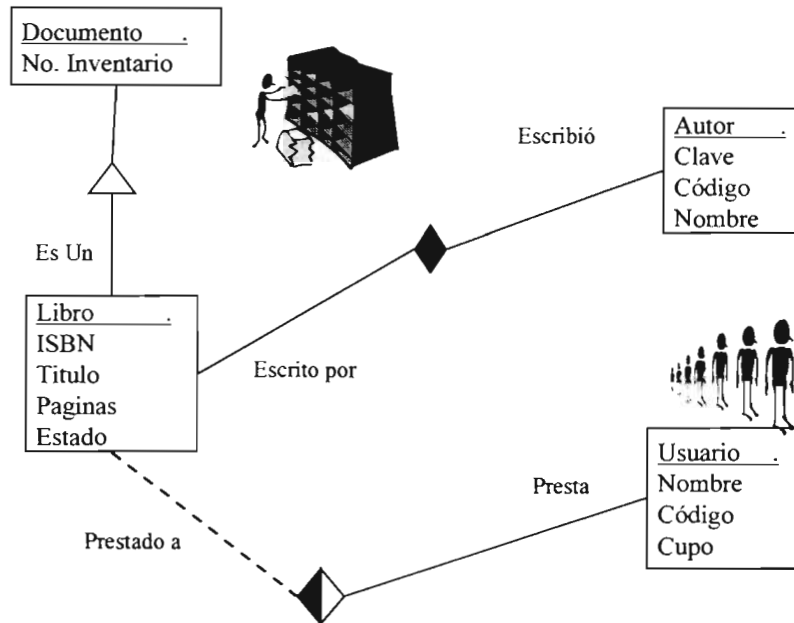 Documento .
No. Inventario
Escribió
Autor .
Clave
Código
Nombre
Es Un
Libro .
ISBN
Titulo
Paginas
Estado
Escrito por
Usuario .
Nombre
Código
Cupo
Presta
Prestado a